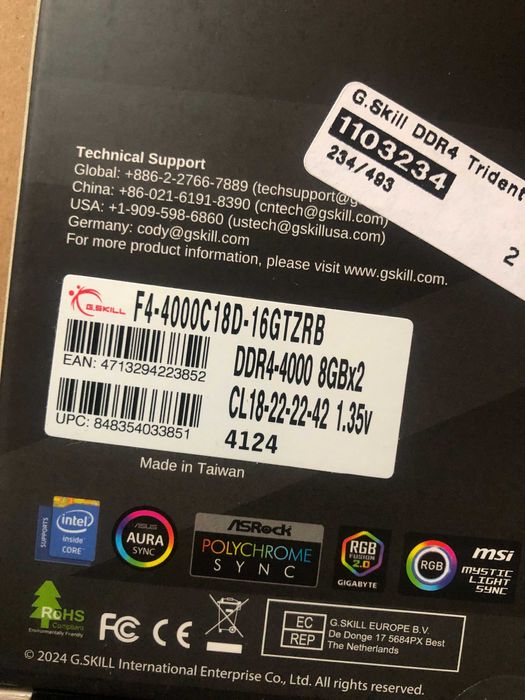 G.Skill DDR4 Trident
1103234
234/493
2
Technical Support
Global: +886-2-2766-7889 (techsupport@g
China: +86-021-6191-8390 (cntech@gskill.com)
USA: +1-909-598-6860 (ustech@gskillusa.com)
Germany: cody@gskill.com
For more product information, please visit www.gskill.com.
G.SKILL
F4-4000C18D-16GTZRB
EAN: 4713294223852
DDR4-4000 8GBx2
CL18-22-22-42 1.35v
UPC: 848354033851
4124
Made in Taiwan
SUPPORTS
intel
inside
CORE
ASUS
AURA
SYNC
ASRock
POLYCHROME
SYNC
RGB
FUSION
2.0
GIGABYTE
RGB
msi
MYSTIC
LIGHT
SYNC
RoHS
Compliant
Environmentally Friendly
FC CE
EC
REP
G.SKILL EUROPE B.V.
De Donge 17 5684PX Best
The Netherlands
© 2024 G.SKILL International Enterprise Co., Ltd. All rights reserved.